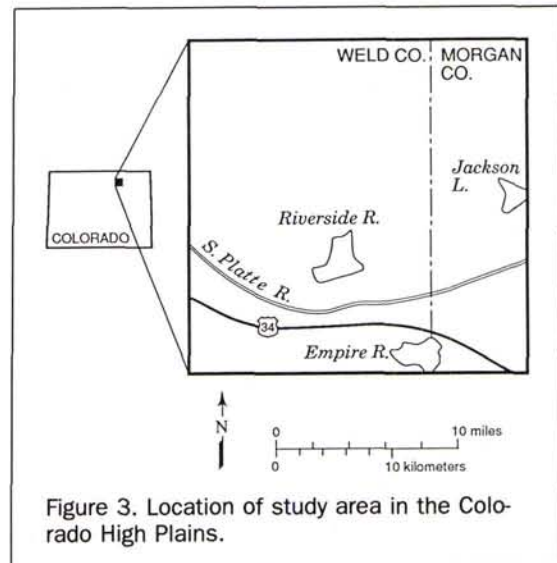 WELD CO. MORGAN
CO.
Jackson
L.
Riverside R.
COLORADO
S. Platte R.
34
Empire R.
N
0 10 miles
0 10 kilometers
Figure 3. Location of study area in the Colo-
rado High Plains.